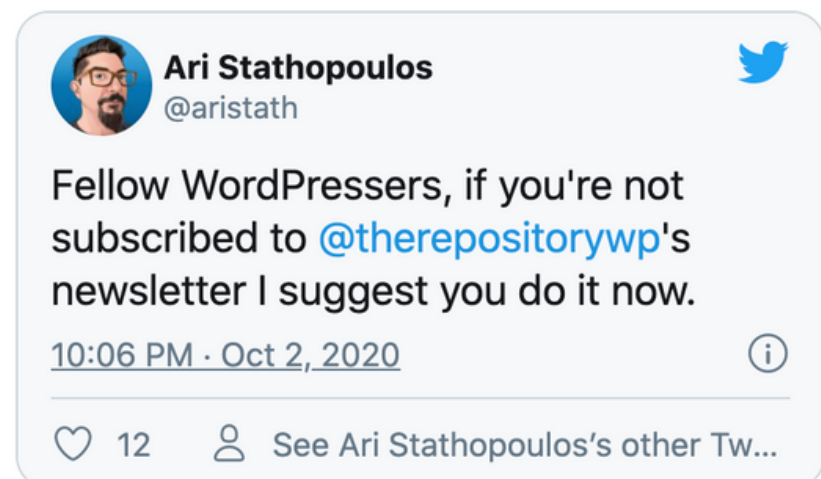 Ari Stathopoulos
@aristath
Fellow WordPressers, if you're not
subscribed to @therepositorywp's
newsletter I suggest you do it now.
10:06 PM · Oct 2, 2020
12 See Ari Stathopoulos’s other Tw...